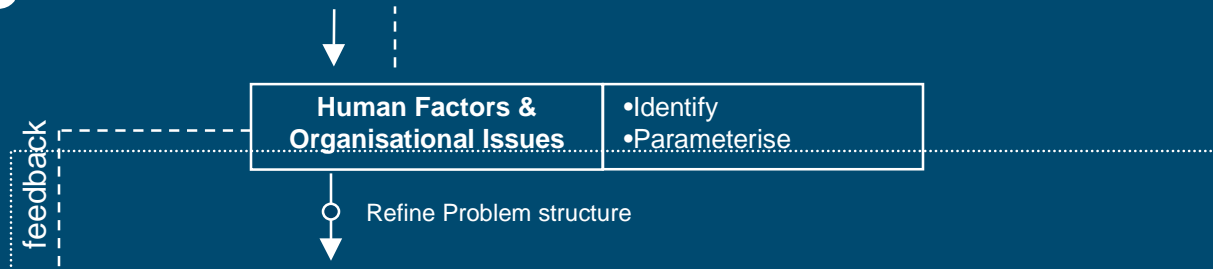 Human Factors &
Organisational Issues
•Identify
•Parameterise
feedback
Refine Problem structure